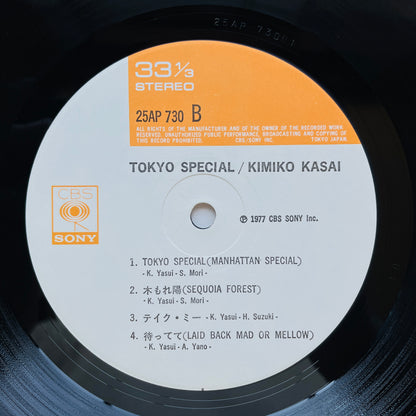 25AP 730B1
33 1/3
STEREO
25AP 730 B
ALL RIGHTS OF THE MANUFACTURER AND OF THE OWNER OF THE RECORDED WORK
RESERVED. UNAUTHORIZED PUBLIC PERFORMANCE, BROADCASTING AND COPYING OF
THIS RECORD PROHIBITED. CBS/SONY INC. TOKYO JAPAN.
TOKYO SPECIAL/KIMIKO KASAI
CBS
SONY
℗ 1977 CBS SONY Inc.
1. TOKYO SPECIAL(MANHATTAN SPECIAL)
- K. Yasui - S. Mori -
2. 木もれ陽(SEQUOIA FOREST)
- K. Yasui - S. Mori -
3. テイク・ミー - K. Yasui - H. Suzuki -
4. 待ってて(LAID BACK MAD OR MELLOW)
- K. Yasui - A. Yano -